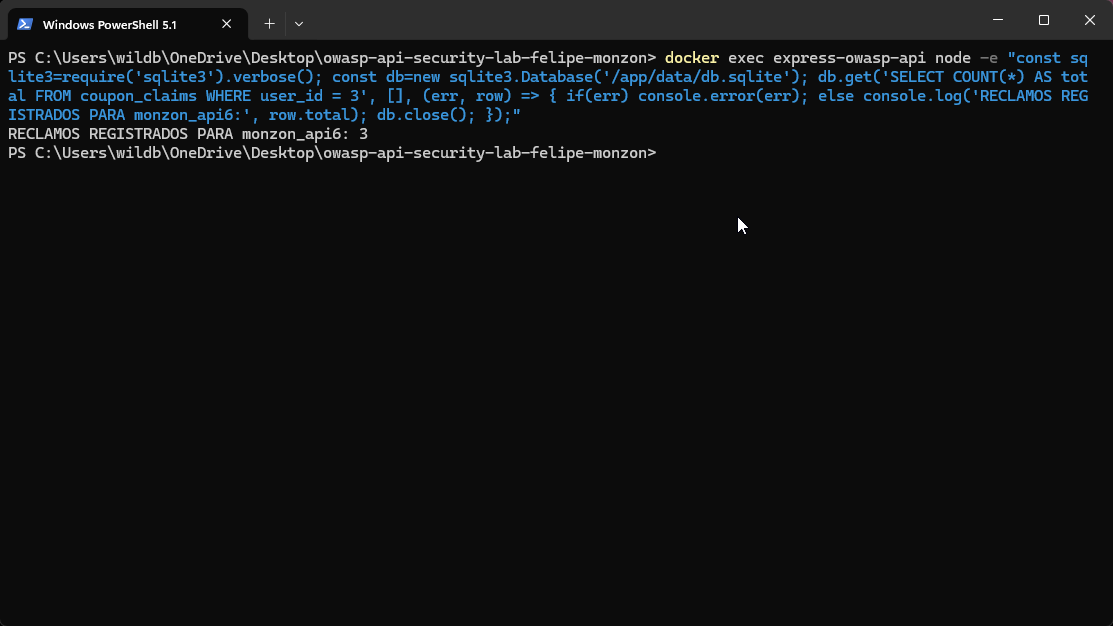 Windows PowerShell 5.1
PS C:\Users\wildb\OneDrive\Desktop\owasp-api-security-lab-felipe-monzon> docker exec express-owasp-api node -e "const sq
lite3=require('sqlite3').verbose(); const db=new sqlite3.Database('/app/data/db.sqlite'); db.get('SELECT COUNT(*) AS tot
al FROM coupon_claims WHERE user_id = 3', [], (err, row) => { if(err) console.error(err); else console.log('RECLAMOS REG
ISTRADOS PARA monzon_api6:', row.total); db.close(); });"
RECLAMOS REGISTRADOS PARA monzon_api6: 3
PS C:\Users\wildb\OneDrive\Desktop\owasp-api-security-lab-felipe-monzon>